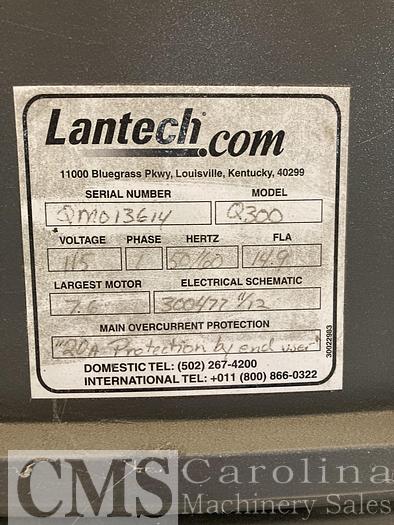 Lantech.com
11000 Bluegrass Pkwy, Louisville, Kentucky, 40299
SERIAL NUMBER MODEL
QM013614 Q300
VOLTAGE PHASE HERTZ FLA
115 1 50/60 14.9
LARGEST MOTOR ELECTRICAL SCHEMATIC
7.6 300477
MAIN OVERCURRENT PROTECTION
"20A Protection by end user"
30022983
DOMESTIC TEL: (502) 267-4200
INTERNATIONAL TEL: +011 (800) 866-0322
CMS Carolina
Machinery Sales